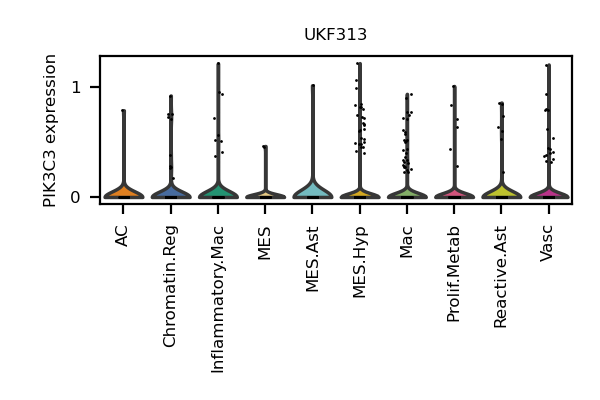 UKF313
PIK3C3 expression
1
0
AC
Chromatin.Reg
Inflammatory.Mac
MES
MES.Ast
MES.Hyp
Mac
Prolif.Metab
Reactive.Ast
Vasc